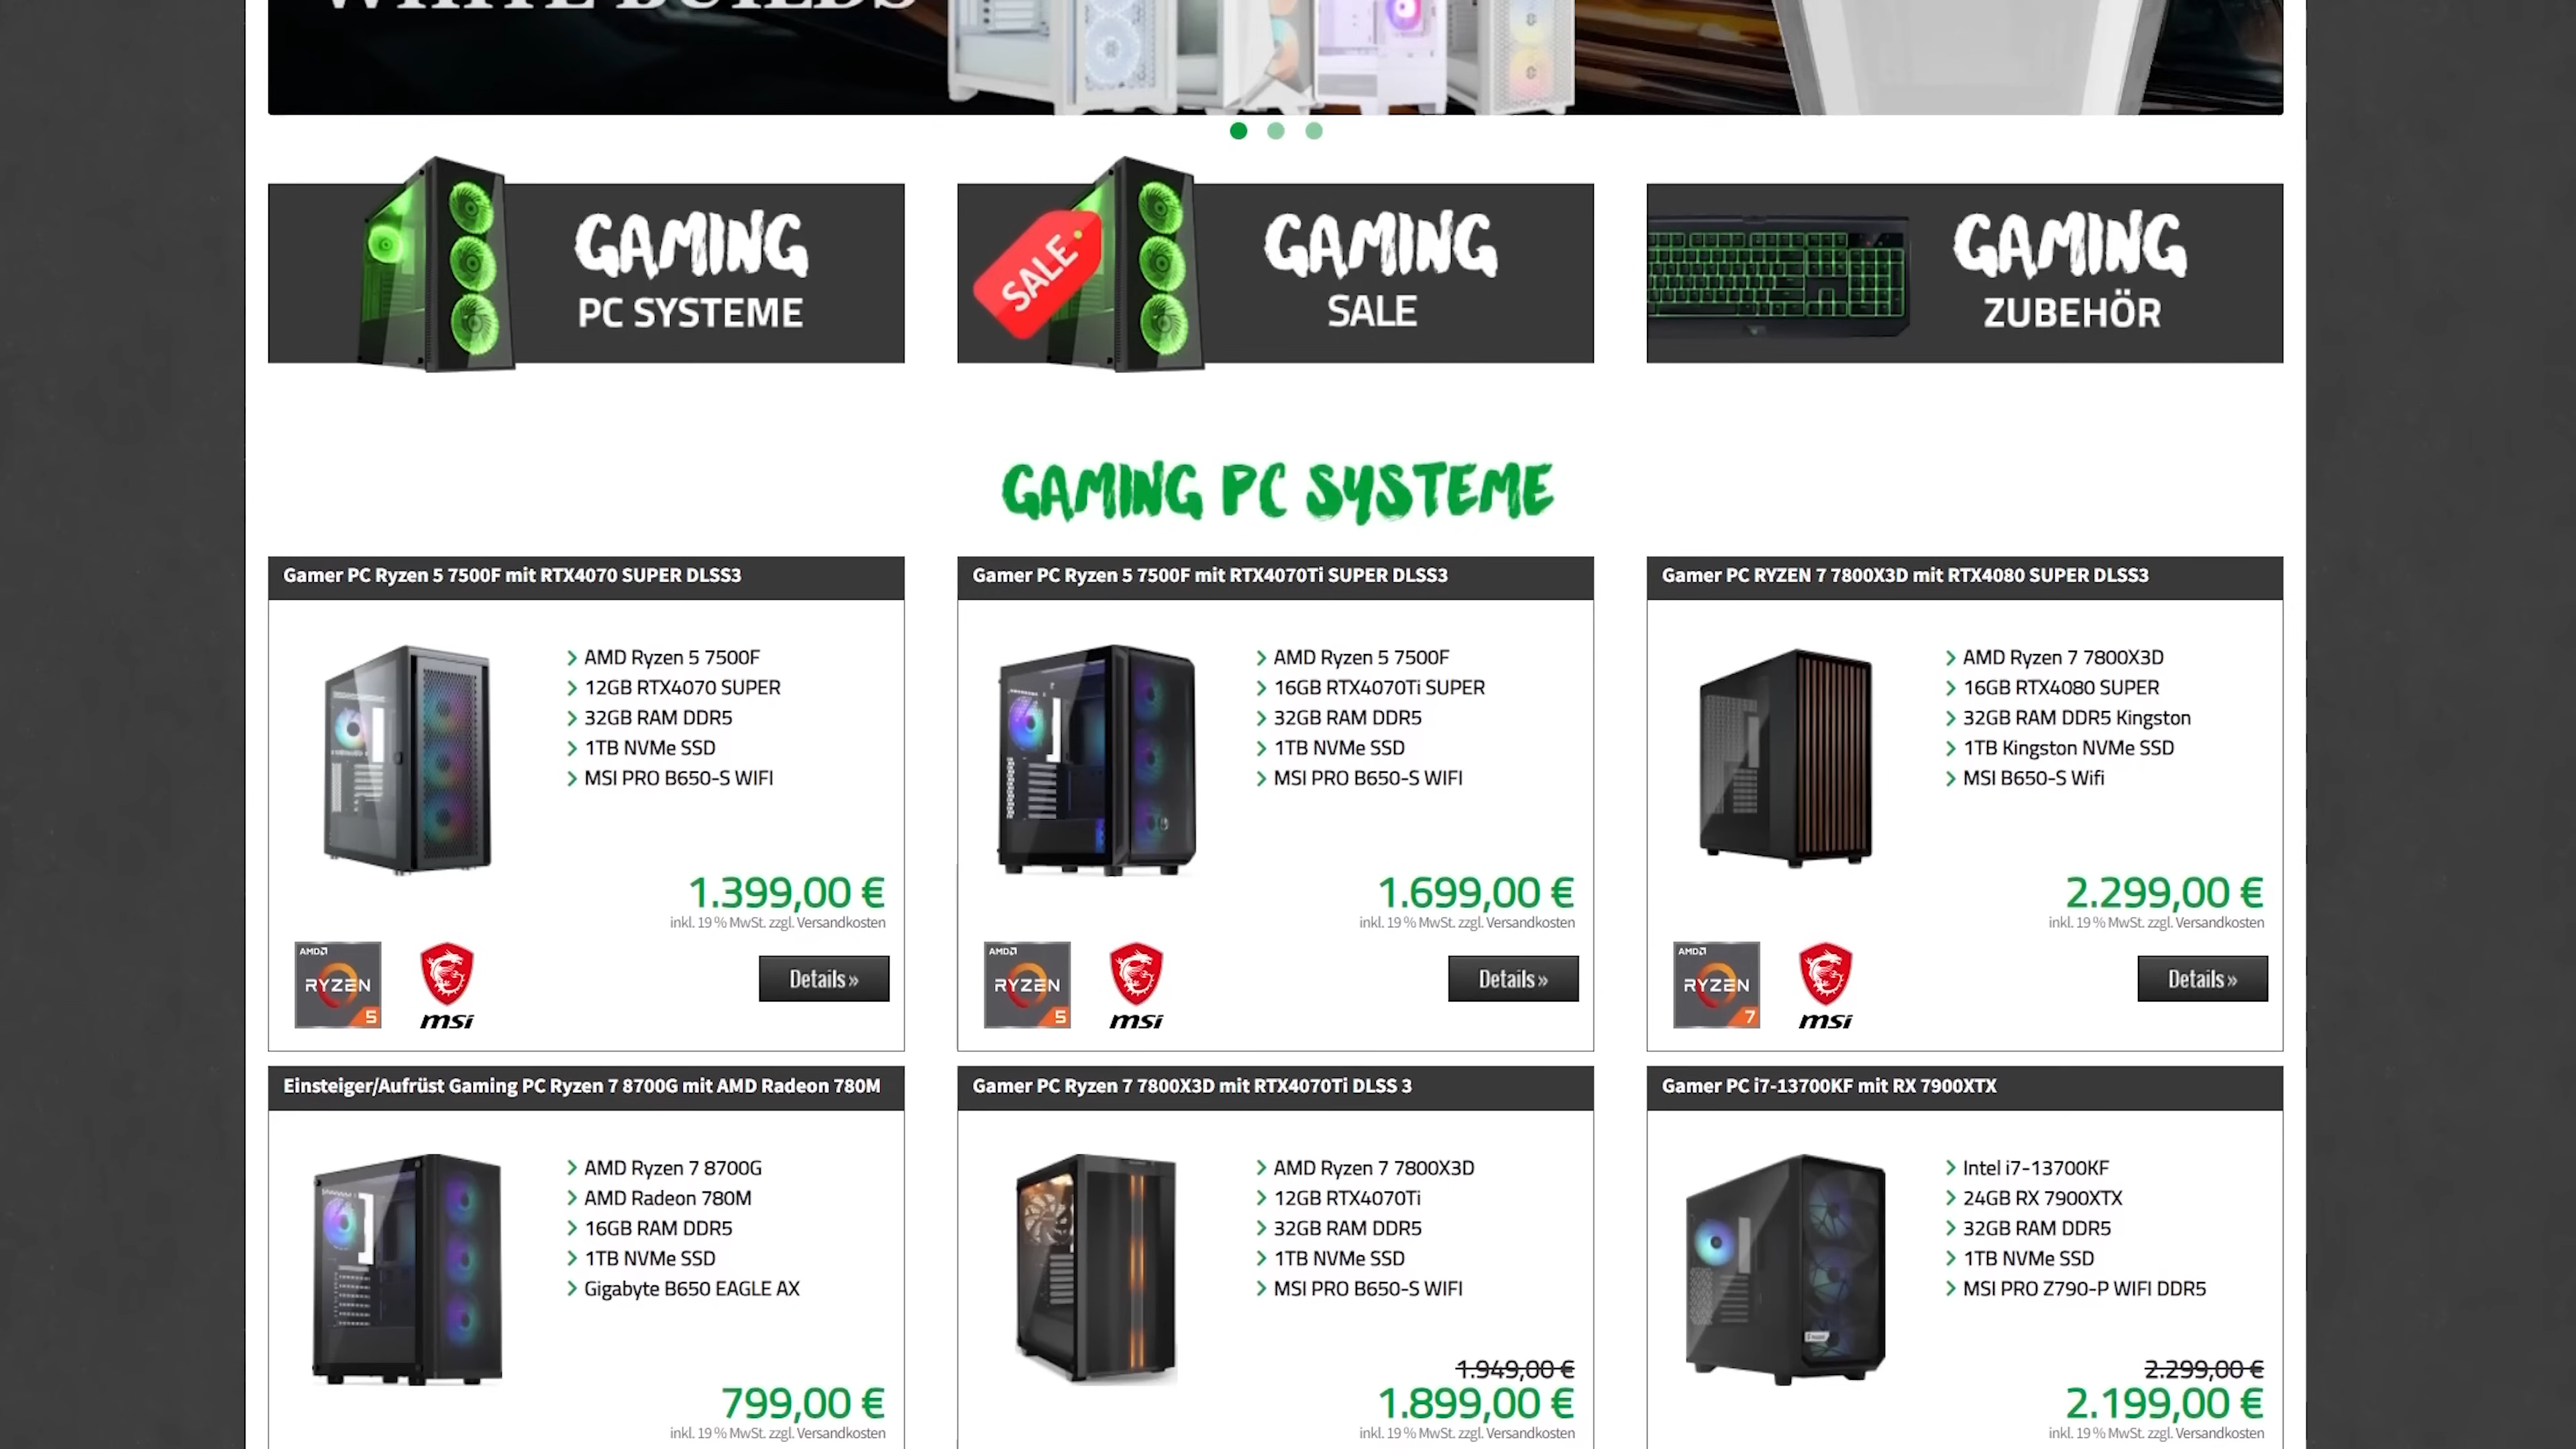 WHITE BUILDS
GAMING
PC SYSTEME
SALE
GAMING
SALE
GAMING
ZUBEHÖR
GAMING PC SYSTEME
Gamer PC Ryzen 5 7500F mit RTX4070 SUPER DLSS3
AMD Ryzen 5 7500F
12GB RTX4070 SUPER
32GB RAM DDR5
1TB NVMe SSD
MSI PRO B650-S WIFI
1.399,00 €
inkl. 19 % MwSt. zzgl. Versandkosten
AMD
RYZEN
5
msi
Details »
Gamer PC Ryzen 5 7500F mit RTX4070Ti SUPER DLSS3
AMD Ryzen 5 7500F
16GB RTX4070Ti SUPER
32GB RAM DDR5
1TB NVMe SSD
MSI PRO B650-S WIFI
1.699,00 €
inkl. 19 % MwSt. zzgl. Versandkosten
AMD
RYZEN
5
msi
Details »
Gamer PC RYZEN 7 7800X3D mit RTX4080 SUPER DLSS3
AMD Ryzen 7 7800X3D
16GB RTX4080 SUPER
32GB RAM DDR5 Kingston
1TB Kingston NVMe SSD
MSI B650-S Wifi
2.299,00 €
inkl. 19 % MwSt. zzgl. Versandkosten
AMD
RYZEN
7
msi
Details »
Einsteiger/Aufrüst Gaming PC Ryzen 7 8700G mit AMD Radeon 780M
AMD Ryzen 7 8700G
AMD Radeon 780M
16GB RAM DDR5
1TB NVMe SSD
Gigabyte B650 EAGLE AX
799,00 €
inkl. 19 % MwSt. zzgl. Versandkosten
Gamer PC Ryzen 7 7800X3D mit RTX4070Ti DLSS 3
AMD Ryzen 7 7800X3D
12GB RTX4070Ti
32GB RAM DDR5
1TB NVMe SSD
MSI PRO B650-S WIFI
1.949,00 €
1.899,00 €
inkl. 19 % MwSt. zzgl. Versandkosten
Gamer PC i7-13700KF mit RX 7900XTX
Intel i7-13700KF
24GB RX 7900XTX
32GB RAM DDR5
1TB NVMe SSD
MSI PRO Z790-P WIFI DDR5
2.299,00 €
2.199,00 €
inkl. 19 % MwSt. zzgl. Versandkosten